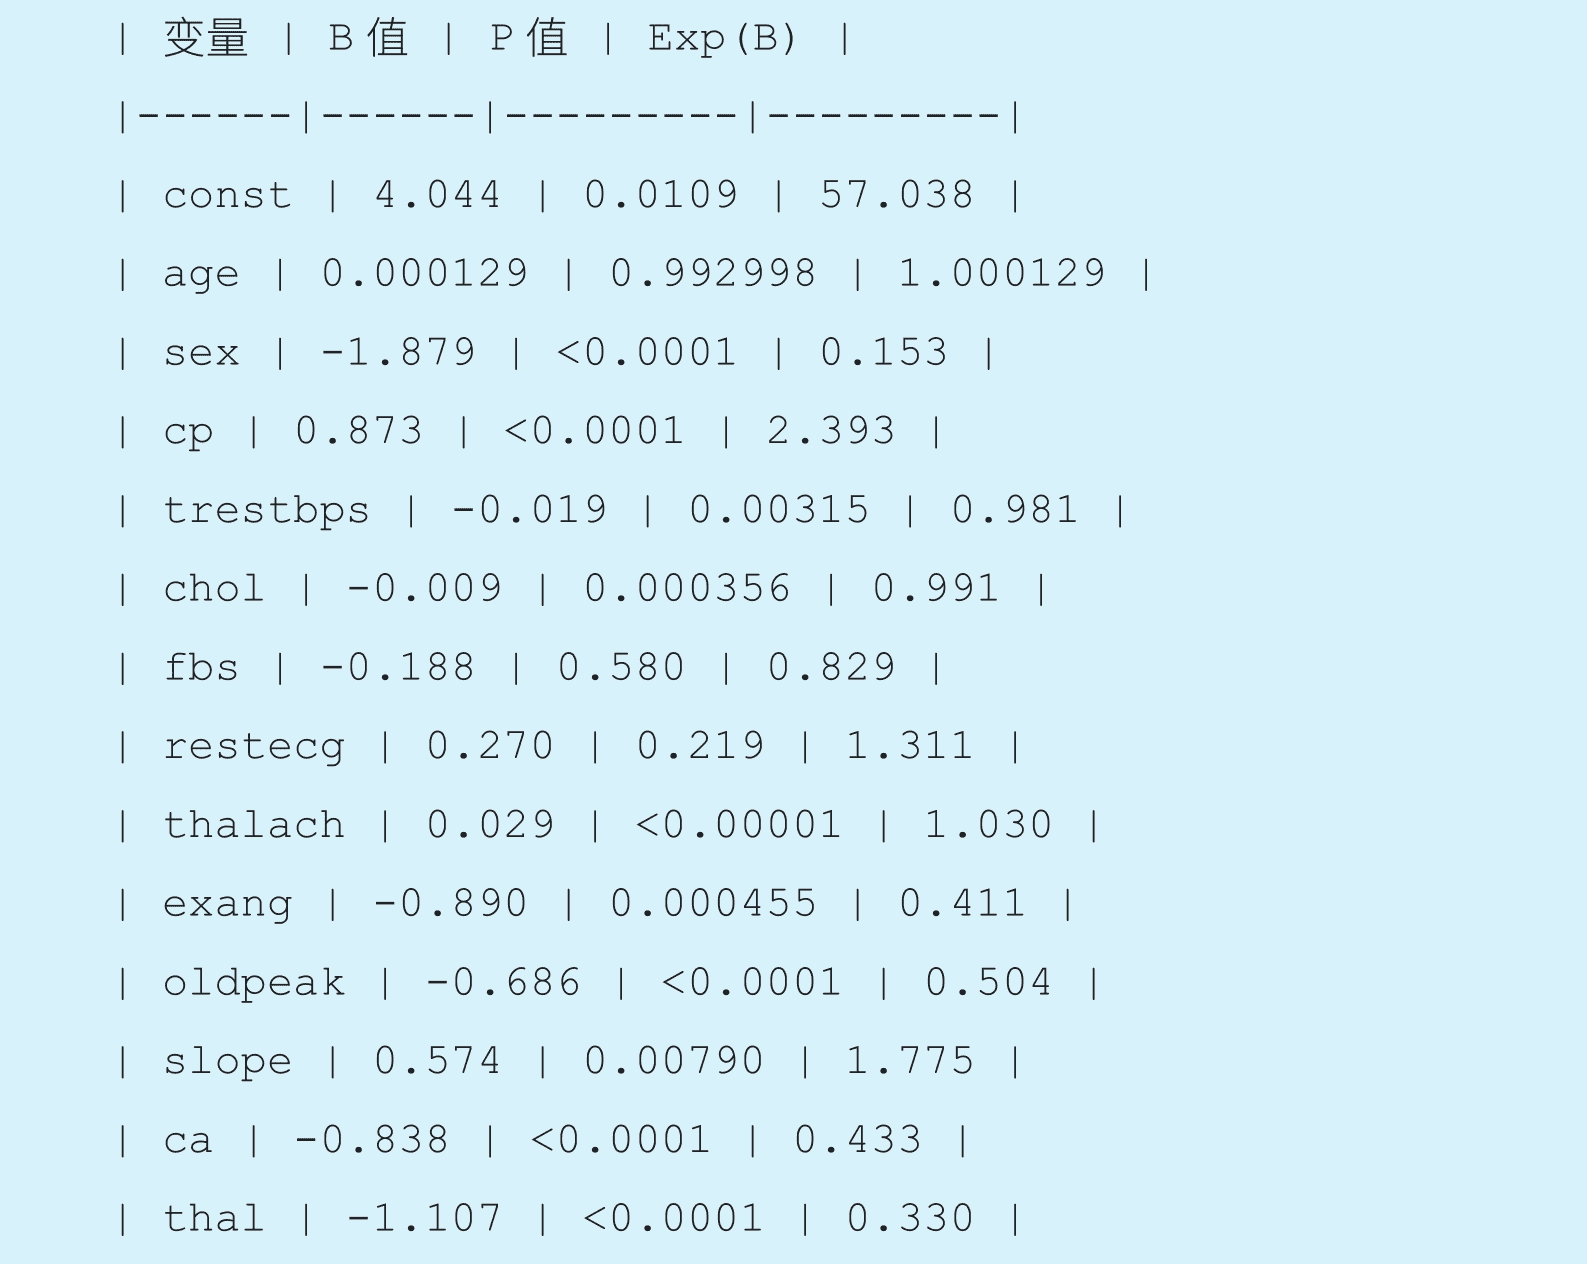 | 变量 | B 值 | P 值 | Exp(B) |
|------|------|---------|---------|
| const | 4.044 | 0.0109 | 57.038 |
| age | 0.000129 | 0.992998 | 1.000129 |
| sex | -1.879 | <0.0001 | 0.153 |
| cp | 0.873 | <0.0001 | 2.393 |
| trestbps | -0.019 | 0.00315 | 0.981 |
| chol | -0.009 | 0.000356 | 0.991 |
| fbs | -0.188 | 0.580 | 0.829 |
| restecg | 0.270 | 0.219 | 1.311 |
| thalach | 0.029 | <0.00001 | 1.030 |
| exang | -0.890 | 0.000455 | 0.411 |
| oldpeak | -0.686 | <0.0001 | 0.504 |
| slope | 0.574 | 0.00790 | 1.775 |
| ca | -0.838 | <0.0001 | 0.433 |
| thal | -1.107 | <0.0001 | 0.330 |